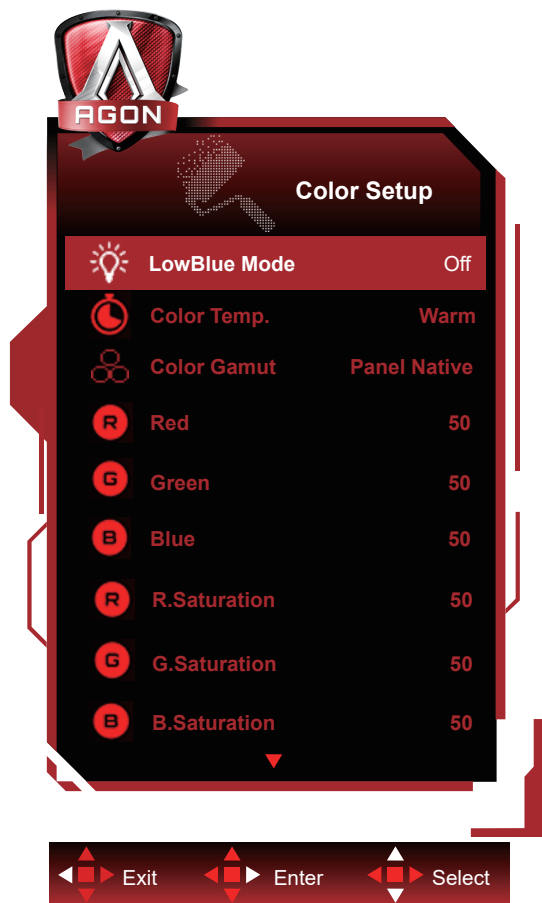 AGON
Color Setup
LowBlue Mode Off
Color Temp. Warm
Color Gamut Panel Native
R Red 50
G Green 50
B Blue 50
R R.Saturation 50
G G.Saturation 50
B B.Saturation 50
Exit Enter Select